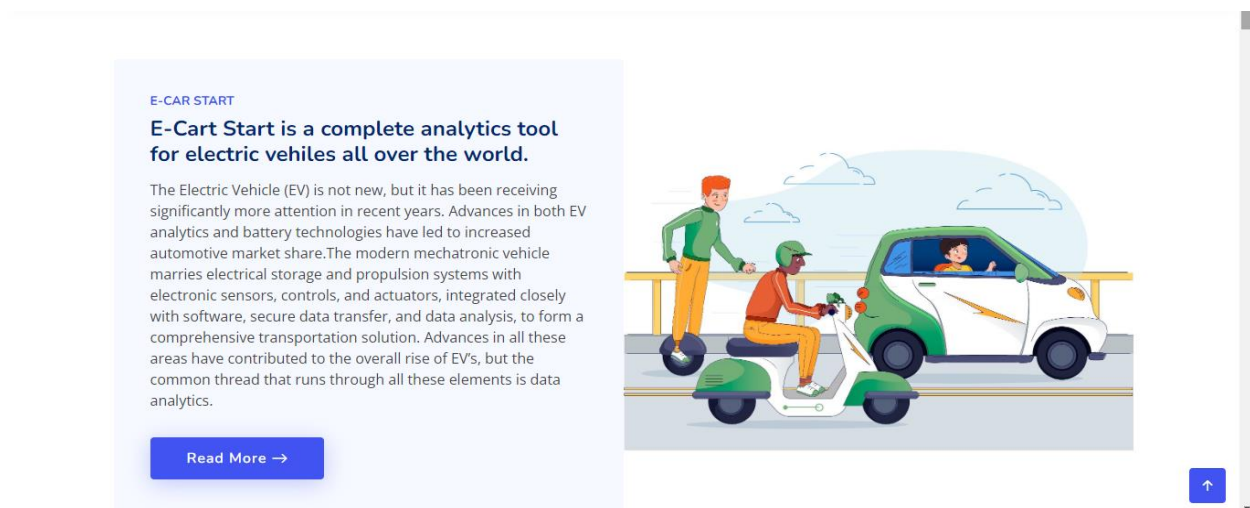 E-CAR START
E-Cart Start is a complete analytics tool
for electric vehiles all over the world.
The Electric Vehicle (EV) is not new, but it has been receiving
significantly more attention in recent years. Advances in both EV
analytics and battery technologies have led to increased
automotive market share.The modern mechatronic vehicle
marries electrical storage and propulsion systems with
electronic sensors, controls, and actuators, integrated closely
with software, secure data transfer, and data analysis, to form a
comprehensive transportation solution. Advances in all these
areas have contributed to the overall rise of EV's, but the
common thread that runs through all these elements is data
analytics.
Read More →